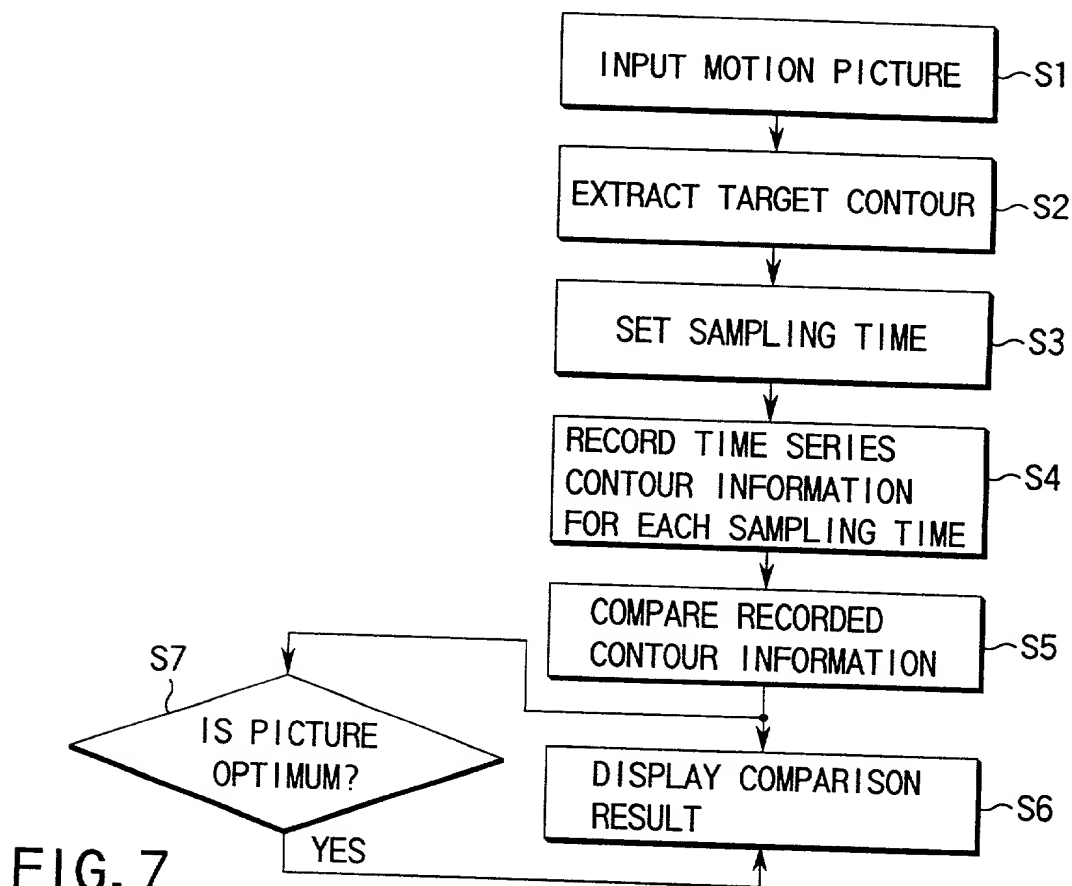 INPUT MOTION PICTURE
S1
EXTRACT TARGET CONTOUR
S2
SET SAMPLING TIME
S3
RECORD TIME SERIES
CONTOUR INFORMATION
FOR EACH SAMPLING TIME
S4
COMPARE RECORDED
CONTOUR INFORMATION
S5
S7
IS PICTURE
OPTIMUM?
DISPLAY COMPARISON
RESULT
S6
YES
FIG. 7